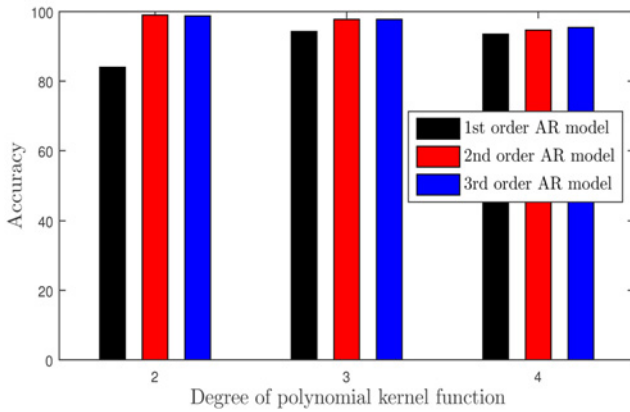 100
80
60
40
20
0
Accuracy
1st order AR model
2nd order AR model
3rd order AR model
2 3 4
Degree of polynomial kernel function